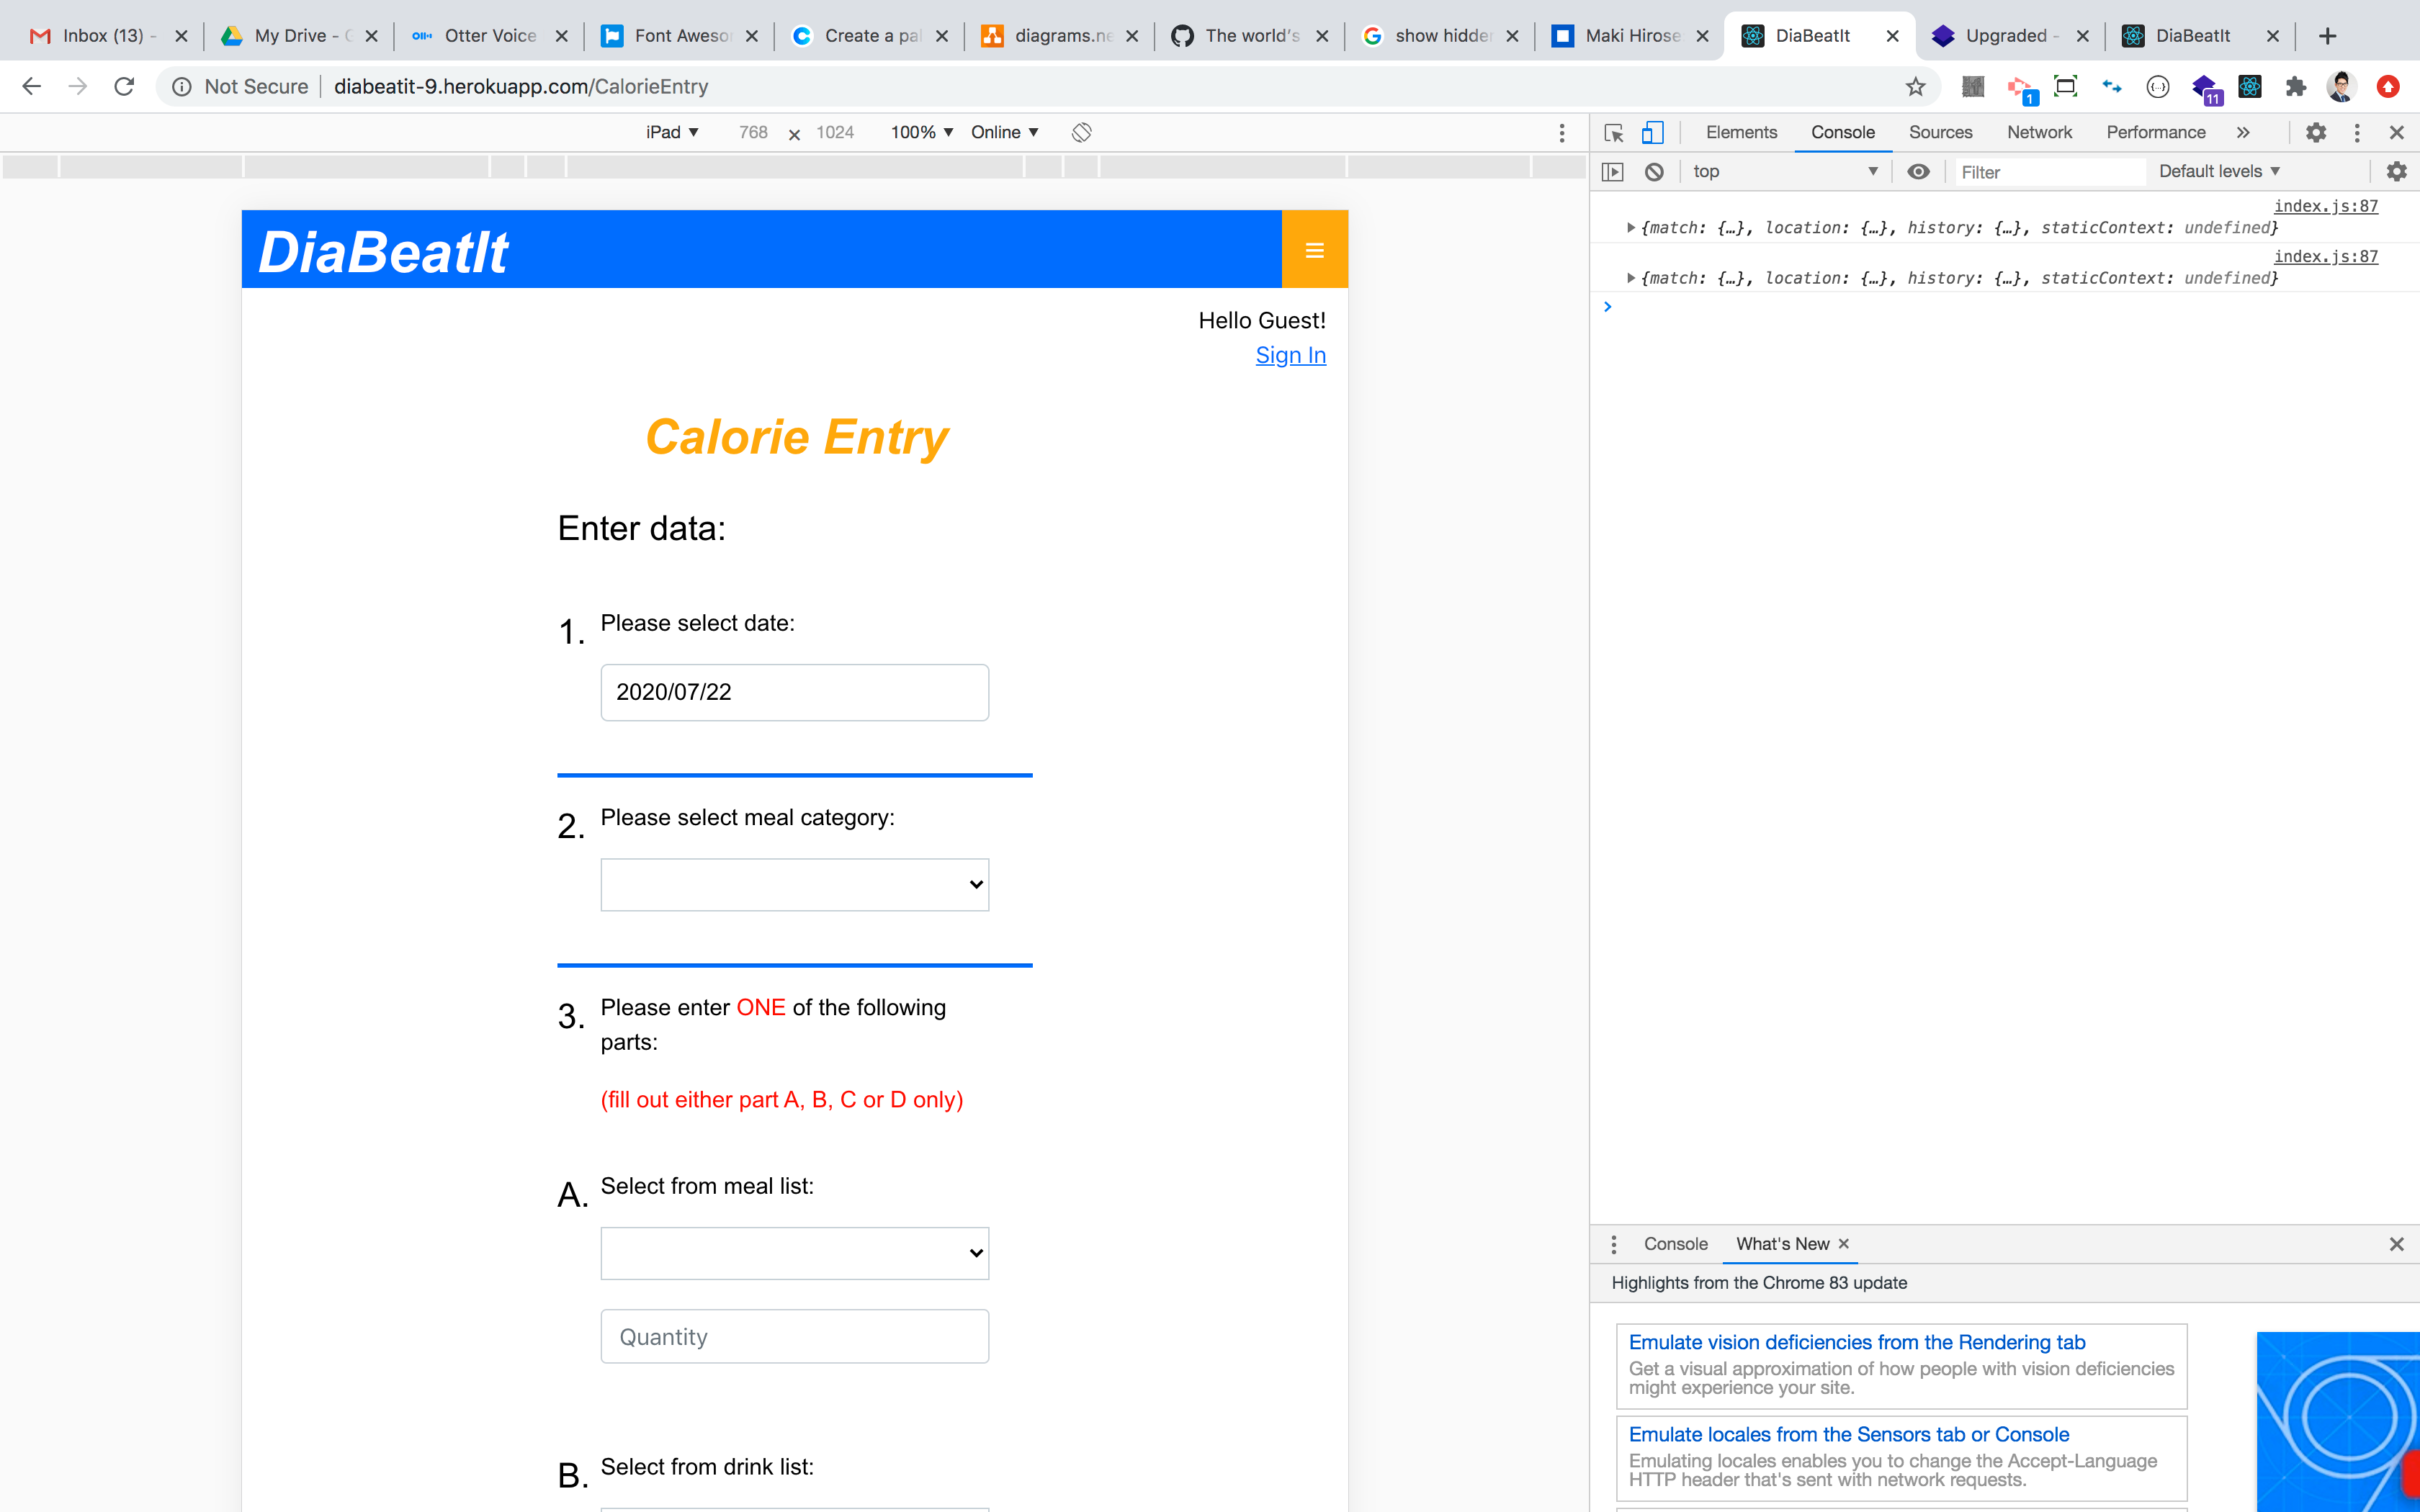 Inbox (13) -
My Drive - G
Otter Voice
Font Aweso
Create a pal
diagrams.ne
The world's
show hidden
Maki Hirose
DiaBeatIt
Upgraded -
DiaBeatIt
Not Secure
diabeatit-9.herokuapp.com/CalorieEntry
1
11
iPad
768 × 1024
100%
Online
DiaBeatIt
Hello Guest!
Sign In
Calorie Entry
Enter data:
1. Please select date:
2020/07/22
2. Please select meal category:
3. Please enter ONE of the following
parts:
(fill out either part A, B, C or D only)
A. Select from meal list:
Quantity
B. Select from drink list:
Elements Console Sources Network Performance »
top
Filter
Default levels
index.js:87
{match: {…}, location: {…}, history: {…}, staticContext: undefined}
index.js:87
{match: {…}, location: {…}, history: {…}, staticContext: undefined}
Console What's New
Highlights from the Chrome 83 update
Emulate vision deficiencies from the Rendering tab
Get a visual approximation of how people with vision deficiencies
might experience your site.
Emulate locales from the Sensors tab or Console
Emulating locales enables you to change the Accept-Language
HTTP header that's sent with network requests.